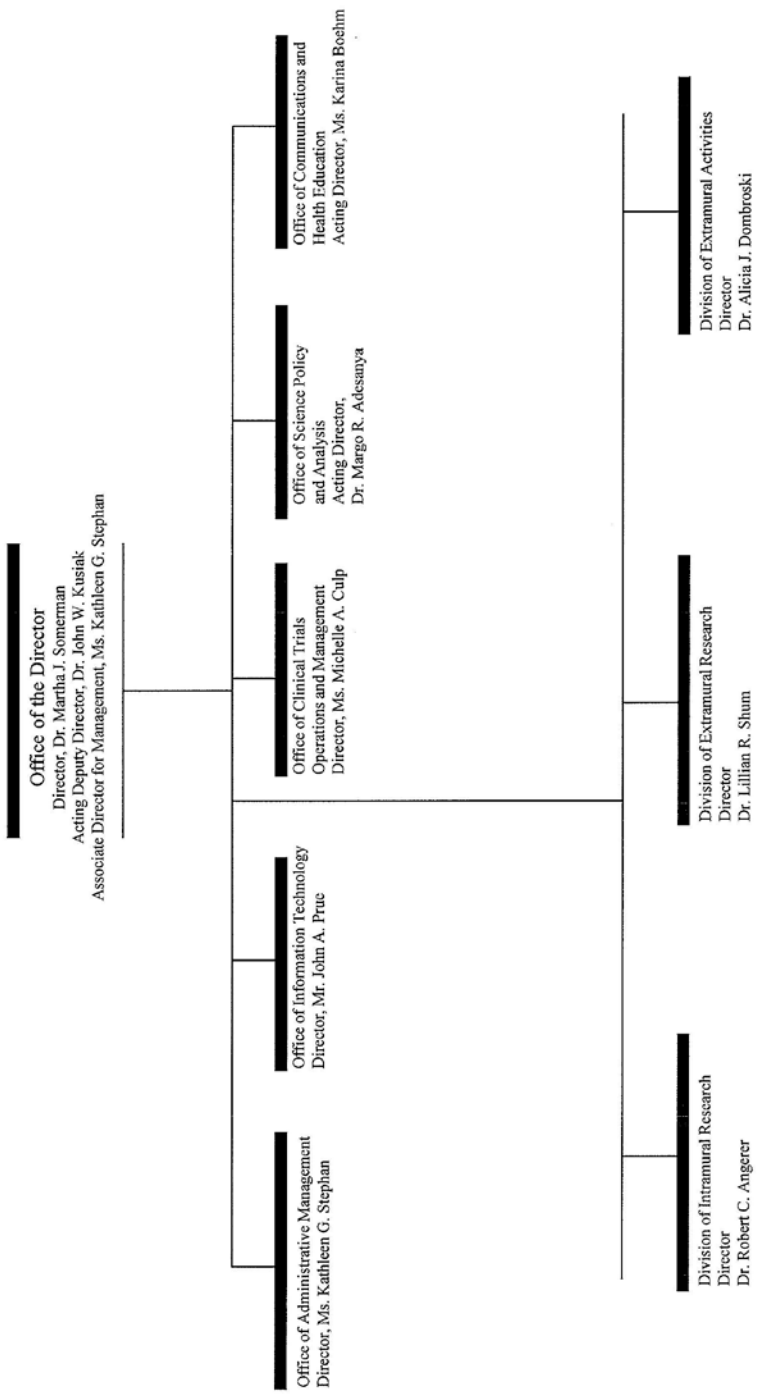 Office of the Director
Director, Dr. Martha J. Somerman
Acting Deputy Director, Dr. John W. Kusiak
Associate Director for Management, Ms. Kathleen G. Stephan
Office of Administrative Management
Director, Ms. Kathleen G. Stephan
Office of Information Technology
Director, Mr. John A. Prue
Office of Clinical Trials
Operations and Management
Director, Ms. Michelle A. Culp
Office of Science Policy
and Analysis
Acting Director,
Dr. Margo R. Adesanya
Office of Communications and
Health Education
Acting Director, Ms. Karina Boehm
Division of Intramural Research
Director
Dr. Robert C. Angerer
Division of Extramural Research
Director
Dr. Lillian R. Shum
Division of Extramural Activities
Director
Dr. Alicia J. Dombroski